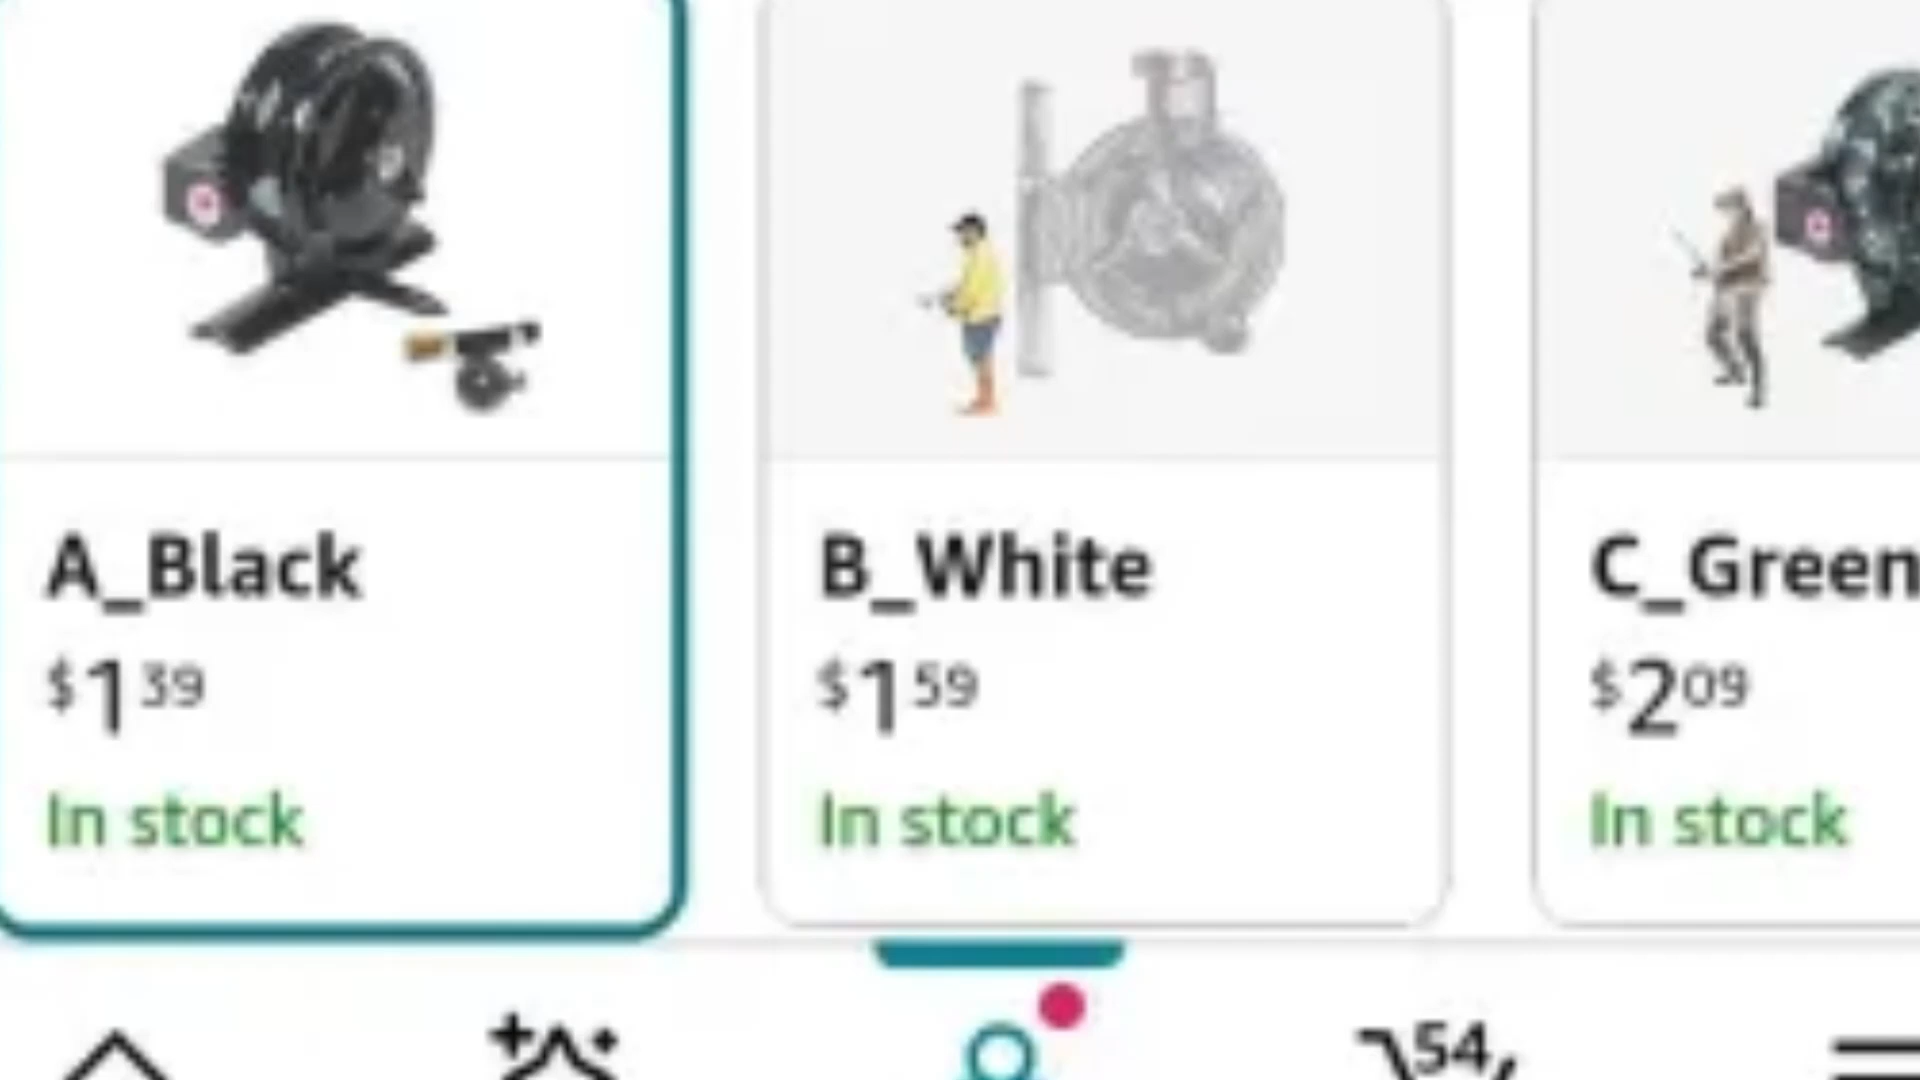 A_Black
$1 39
In stock
B_White
$1 59
In stock
C_Green
$2 09
In stock
54